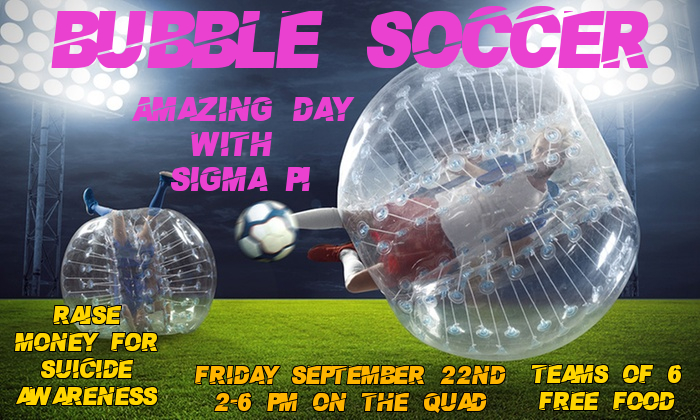 BUBBLE SOCCER
AMAZING DAY
WITH
SIGMA PI
RAISE
MONEY FOR
SUICIDE
AWARENESS
FRIDAY SEPTEMBER 22ND
2-6 PM ON THE QUAD
TEAMS OF 6
FREE FOOD